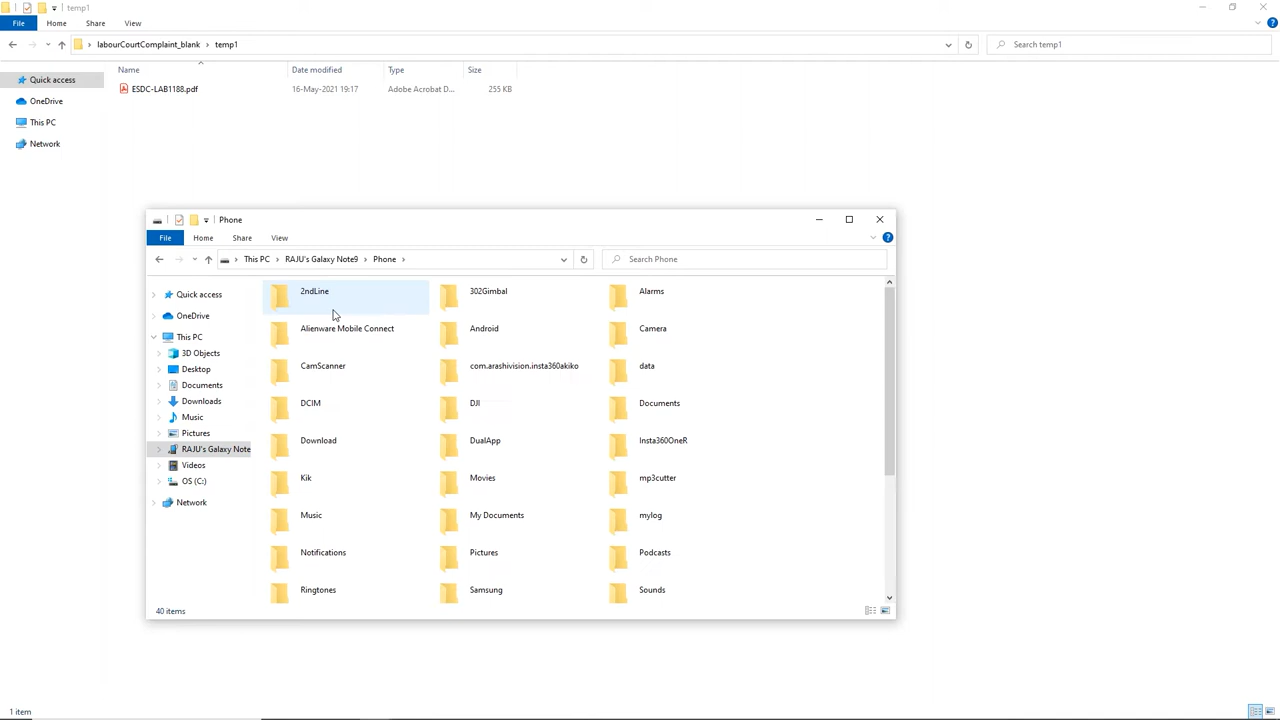 temp1
File Home Share View
labourCourtComplaint_blank temp1 Search temp1
Name Date modified Type Size
Quick access
ESDC-LAB1188.pdf 16-May-2021 19:17 Adobe Acrobat D... 255 KB
OneDrive
This PC
Network
Phone
File Home Share View
This PC RAJU's Galaxy Note9 Phone Search Phone
Quick access
OneDrive
This PC
3D Objects
Desktop
Documents
Downloads
Music
Pictures
RAJU's Galaxy Note
Videos
OS (C:)
Network
2ndLine 302Gimbal Alarms
Alienware Mobile Connect Android Camera
CamScanner com.arashivision.insta360akiko data
DCIM DJI Documents
Download DualApp Insta360OneR
Kik Movies mp3cutter
Music My Documents mylog
Notifications Pictures Podcasts
Ringtones Samsung Sounds
40 items
1 item